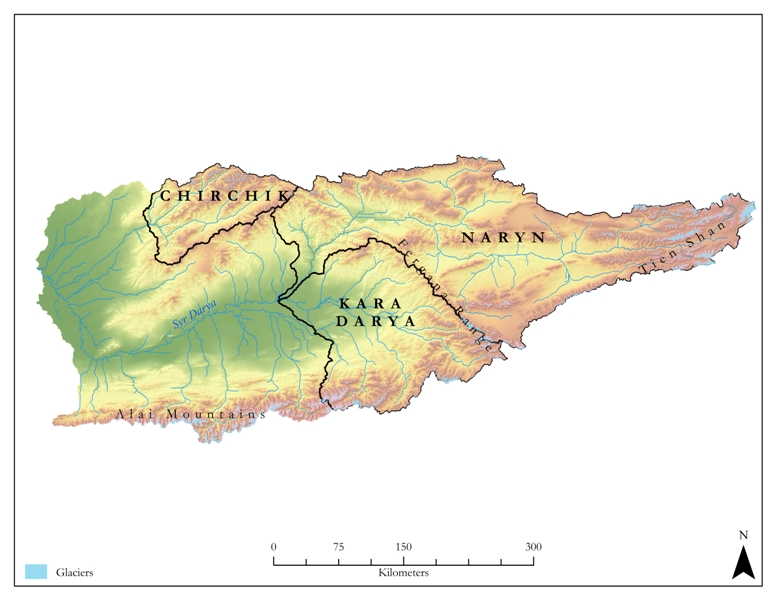 CHIRCHIK
NARYN
Tien Shan
Fergana Range
KARA
DARYA
Syr Darya
Alai Mountains
N
0 75 150 300
Kilometers
Glaciers